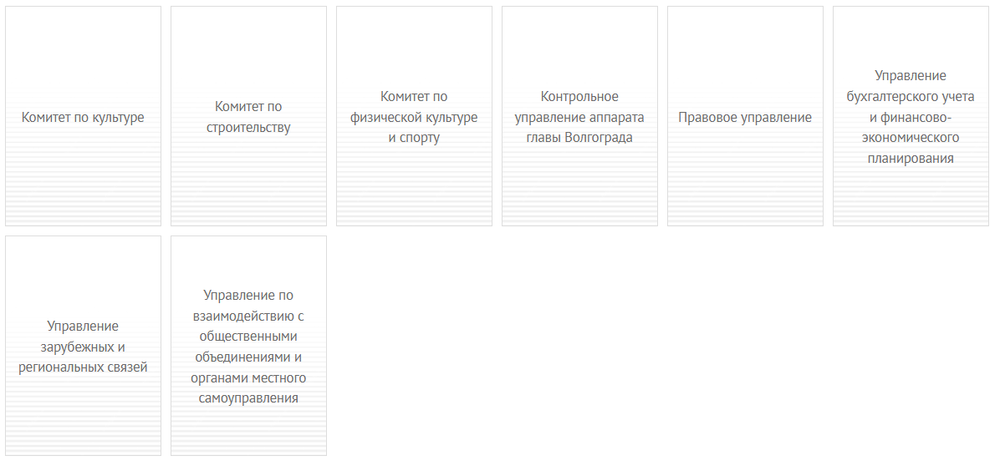 Комитет по культуре
Комитет по
строительству
Комитет по
физической культуре
и спорту
Контрольное
управление аппарата
главы Волгограда
Правовое управление
Управление
бухгалтерского учета
и финансово-
экономического
планирования
Управление
зарубежных и
региональных связей
Управление по
взаимодействию с
общественными
объединениями и
органами местного
самоуправления